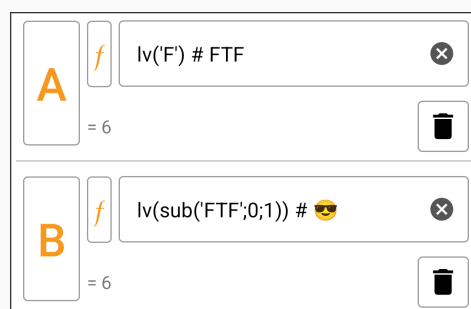 A f lv('F') # FTF
= 6
B f lv(sub('FTF';0;1)) # 😎
= 6